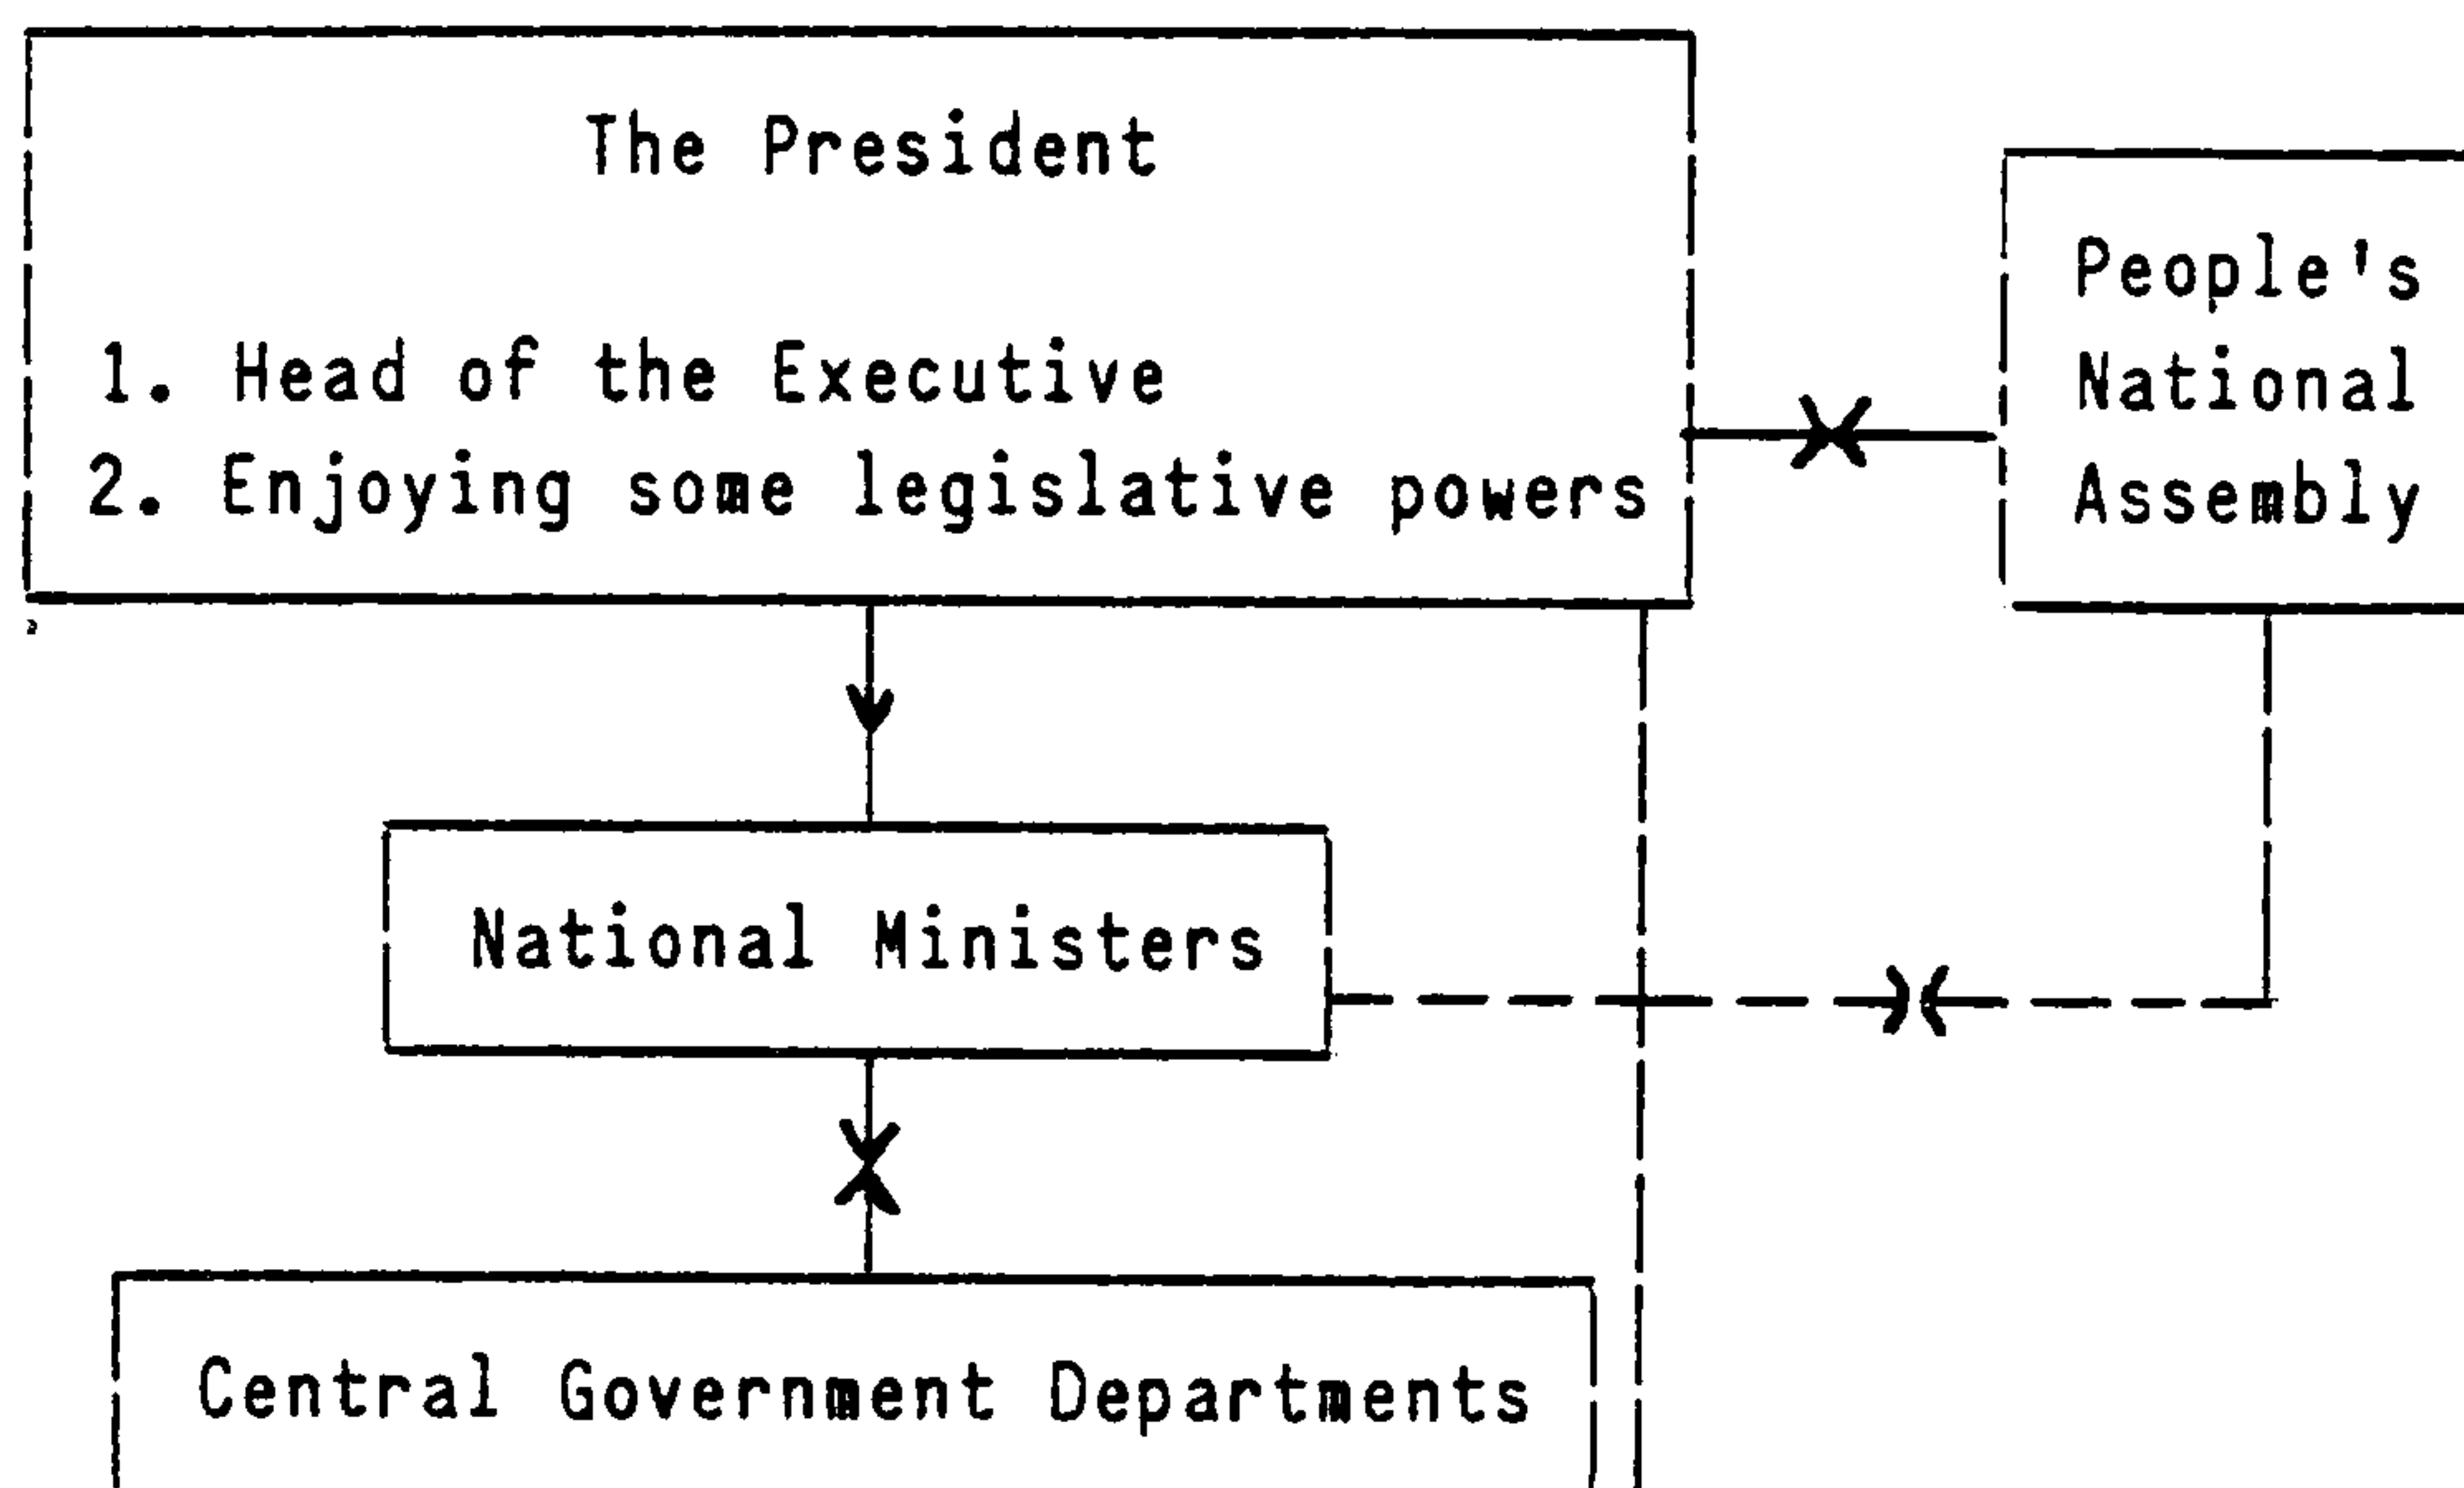 The President
1. Head of the Executive
2. Enjoying some legislative powers
People's
National
Assembly
National Ministers
Central Government Departments